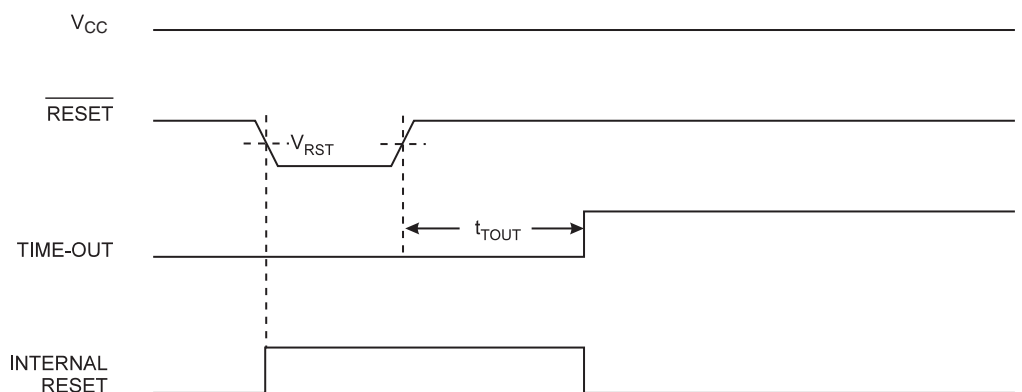 VCC
RESET
VRST
tTOUT
TIME-OUT
INTERNAL
RESET